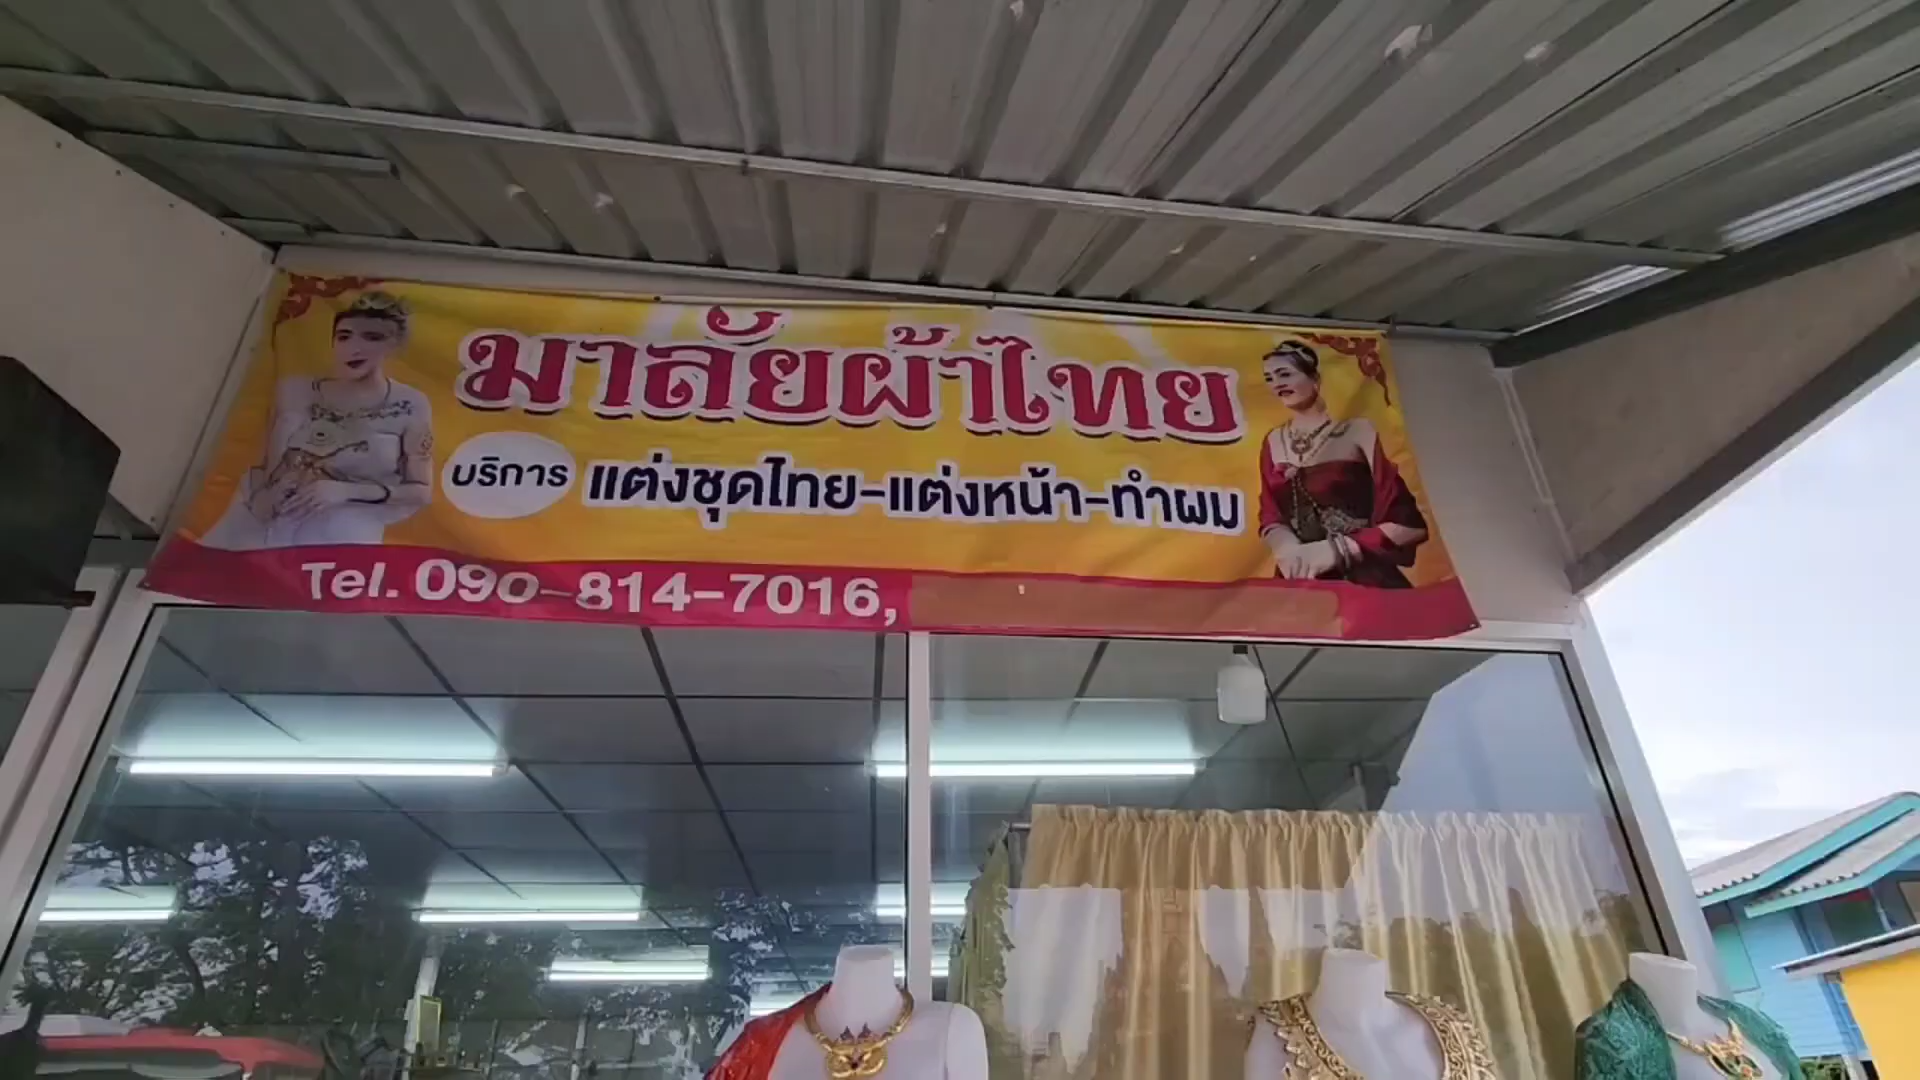 มาลัยผ้าไทย
บริการ แต่งชุดไทย-แต่งหน้า-ทำผม
Tel. 090-814-7016,